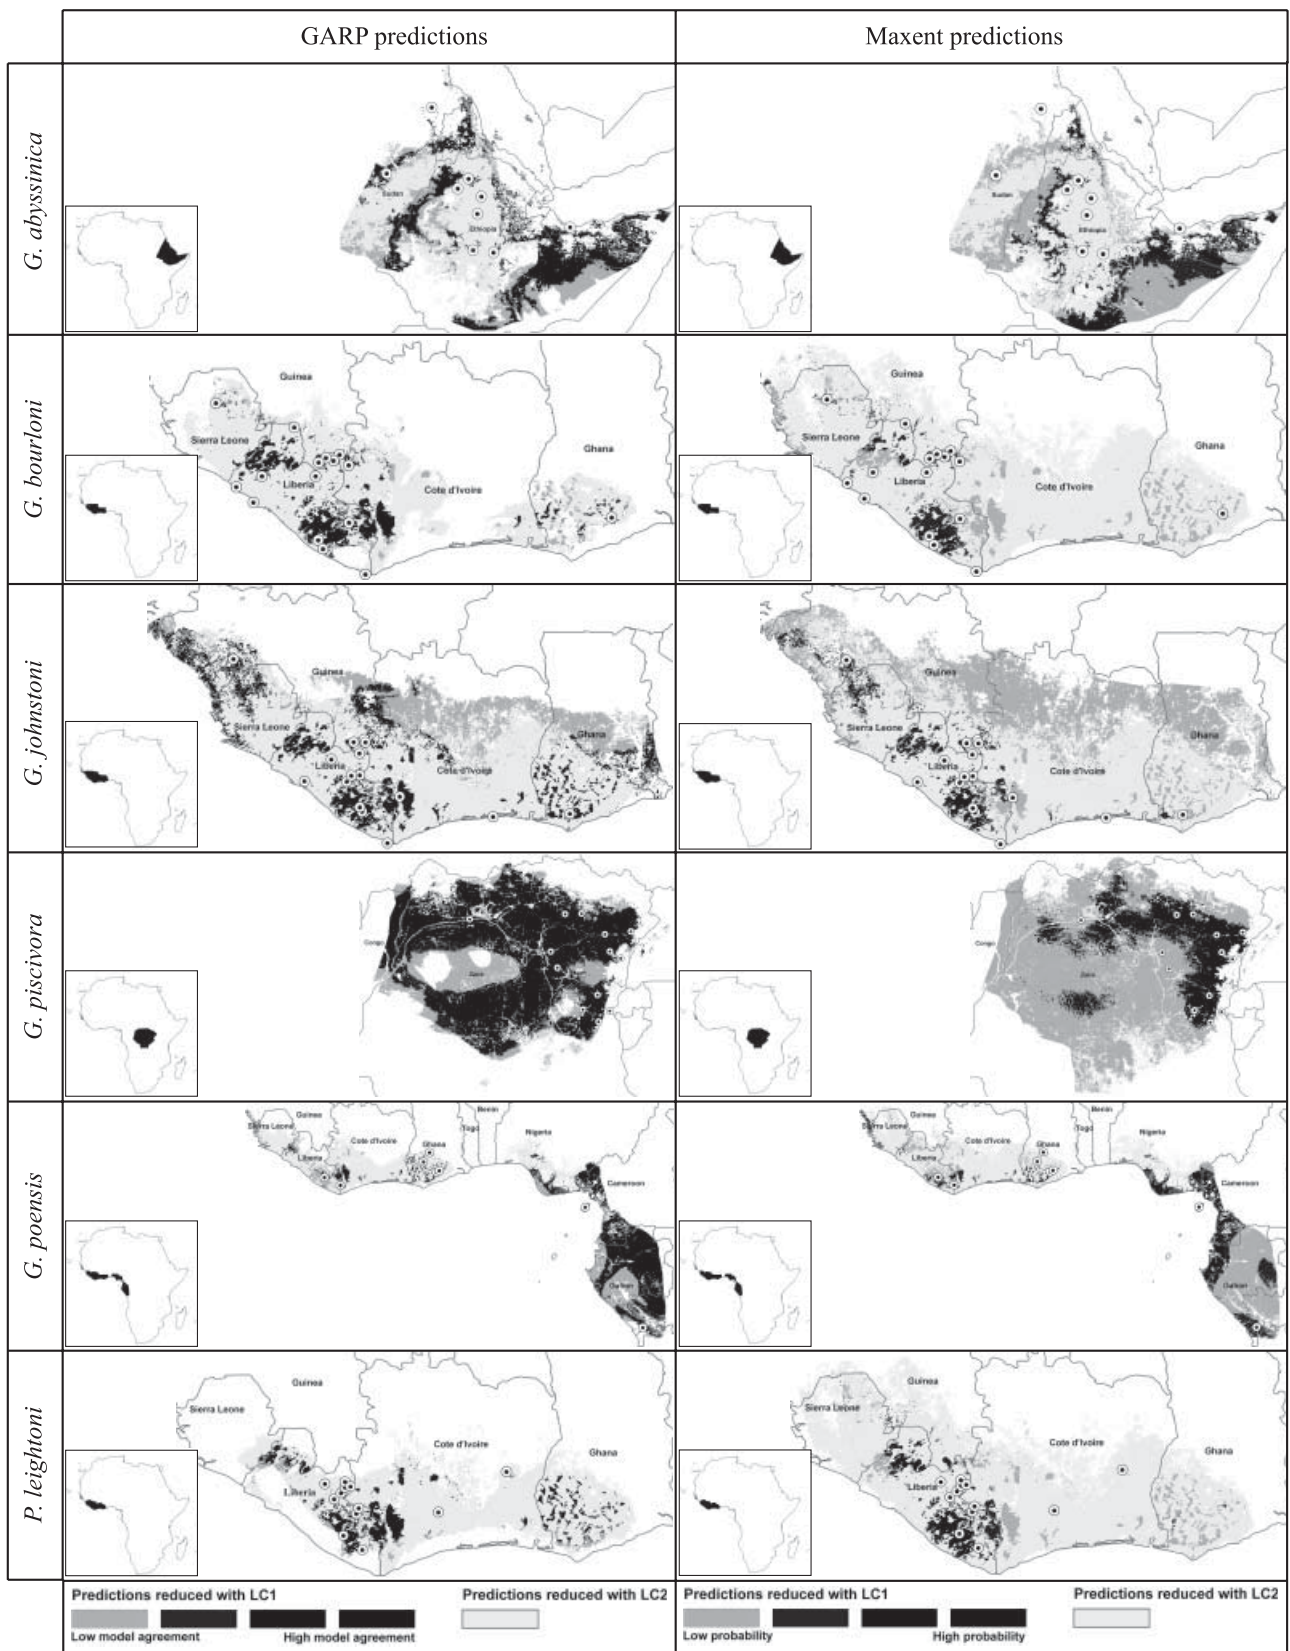 GARP predictions
Maxent predictions
G. abyssinica
Sudan
Ethiopia
Sudan
Ethiopia
G. bourloni
Guinea
Sierra Leone
Liberia
Cote d'Ivoire
Ghana
Guinea
Sierra Leone
Liberia
Cote d'Ivoire
Ghana
G. johnstoni
Guinea
Sierra Leone
Liberia
Cote d'Ivoire
Ghana
Guinea
Sierra Leone
Liberia
Cote d'Ivoire
Ghana
G. piscivora
Congo
Zaire
Congo
Zaire
G. poensis
Sierra Leone
Guinea
Liberia
Cote d'Ivoire
Ghana
Togo
Benin
Nigeria
Cameroon
Gabon
Sierra Leone
Guinea
Liberia
Cote d'Ivoire
Ghana
Togo
Benin
Nigeria
Cameroon
Gabon
P. leightoni
Guinea
Sierra Leone
Liberia
Cote d'Ivoire
Ghana
Guinea
Sierra Leone
Liberia
Cote d'Ivoire
Ghana
Predictions reduced with LC1
Predictions reduced with LC2
Low model agreement
High model agreement
Predictions reduced with LC1
Predictions reduced with LC2
Low probability
High probability